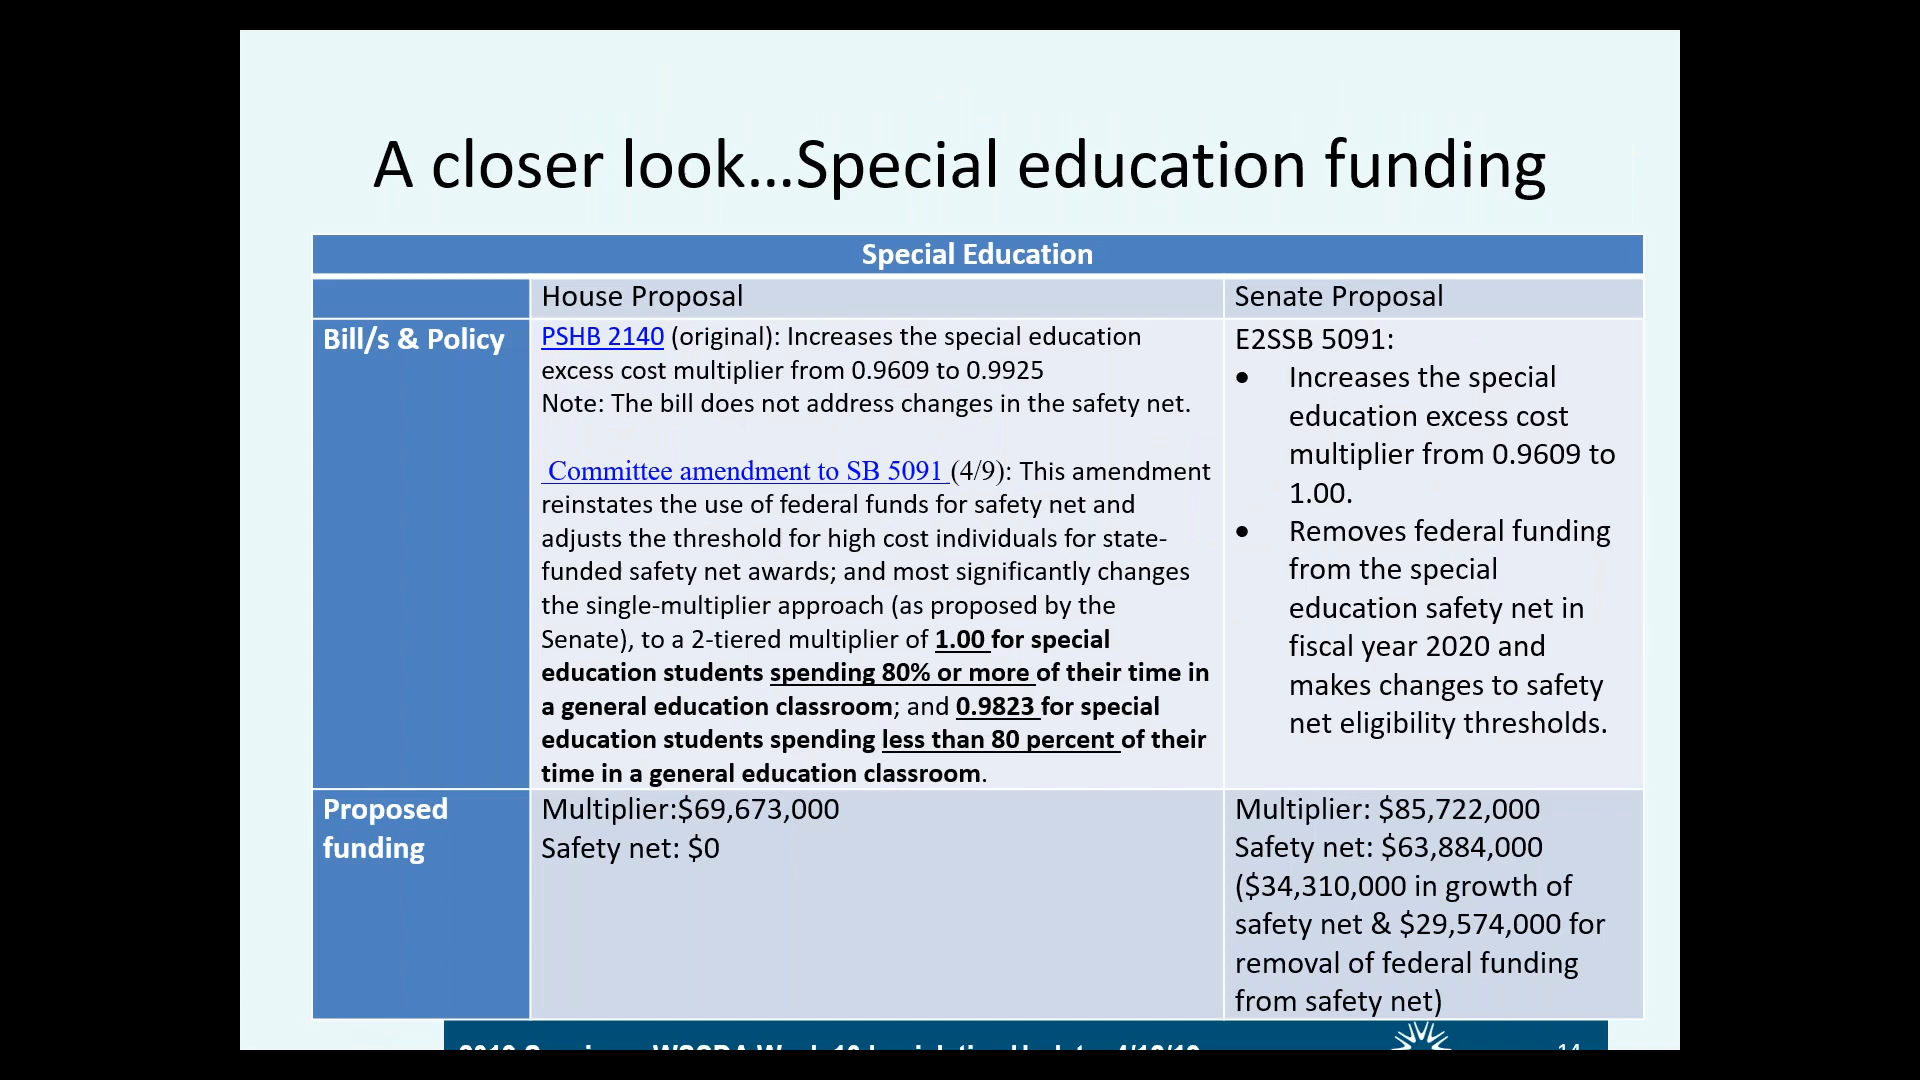 A closer look...Special education funding
Special Education
House Proposal
Senate Proposal
Bill/s & Policy
PSHB 2140 (original): Increases the special education
excess cost multiplier from 0.9609 to 0.9925
Note: The bill does not address changes in the safety net.
Committee amendment to SB 5091 (4/9): This amendment
reinstates the use of federal funds for safety net and
adjusts the threshold for high cost individuals for state-
funded safety net awards; and most significantly changes
the single-multiplier approach (as proposed by the
Senate), to a 2-tiered multiplier of 1.00 for special
education students spending 80% or more of their time in
a general education classroom; and 0.9823 for special
education students spending less than 80 percent of their
time in a general education classroom.
E2SSB 5091:
• Increases the special
education excess cost
multiplier from 0.9609 to
1.00.
• Removes federal funding
from the special
education safety net in
fiscal year 2020 and
makes changes to safety
net eligibility thresholds.
Proposed
funding
Multiplier:$69,673,000
Safety net: $0
Multiplier: $85,722,000
Safety net: $63,884,000
($34,310,000 in growth of
safety net & $29,574,000 for
removal of federal funding
from safety net)